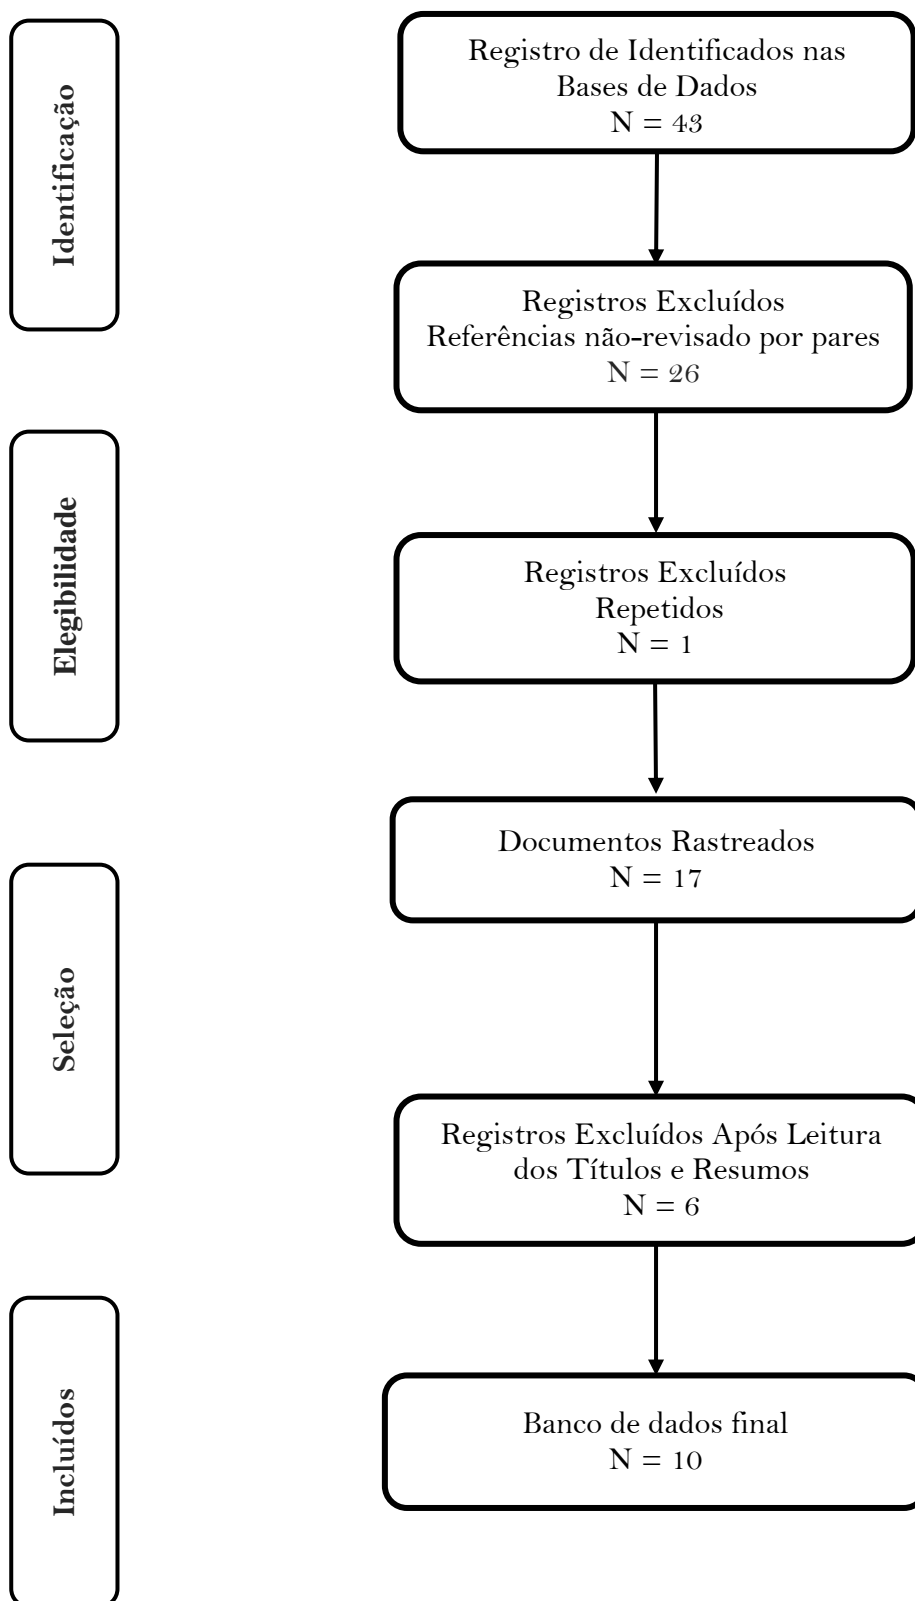 Identificação
Registro de Identificados nas
Bases de Dados
N = 43
Registros Excluídos
Referências não-revisado por pares
N = 26
Elegibilidade
Registros Excluídos
Repetidos
N = 1
Seleção
Documentos Rastreados
N = 17
Registros Excluídos Após Leitura
dos Títulos e Resumos
N = 6
Incluídos
Banco de dados final
N = 10